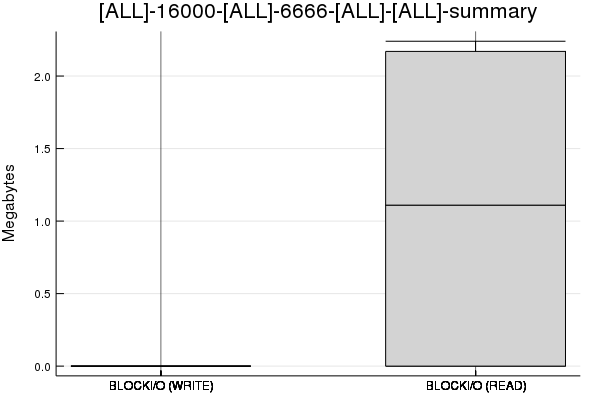 [ALL]-16000-[ALL]-6666-[ALL]-[ALL]-summary
Megabytes
2.0
1.5
1.0
0.5
0.0
BLOCKI/O (WRITE)
BLOCKI/O (READ)